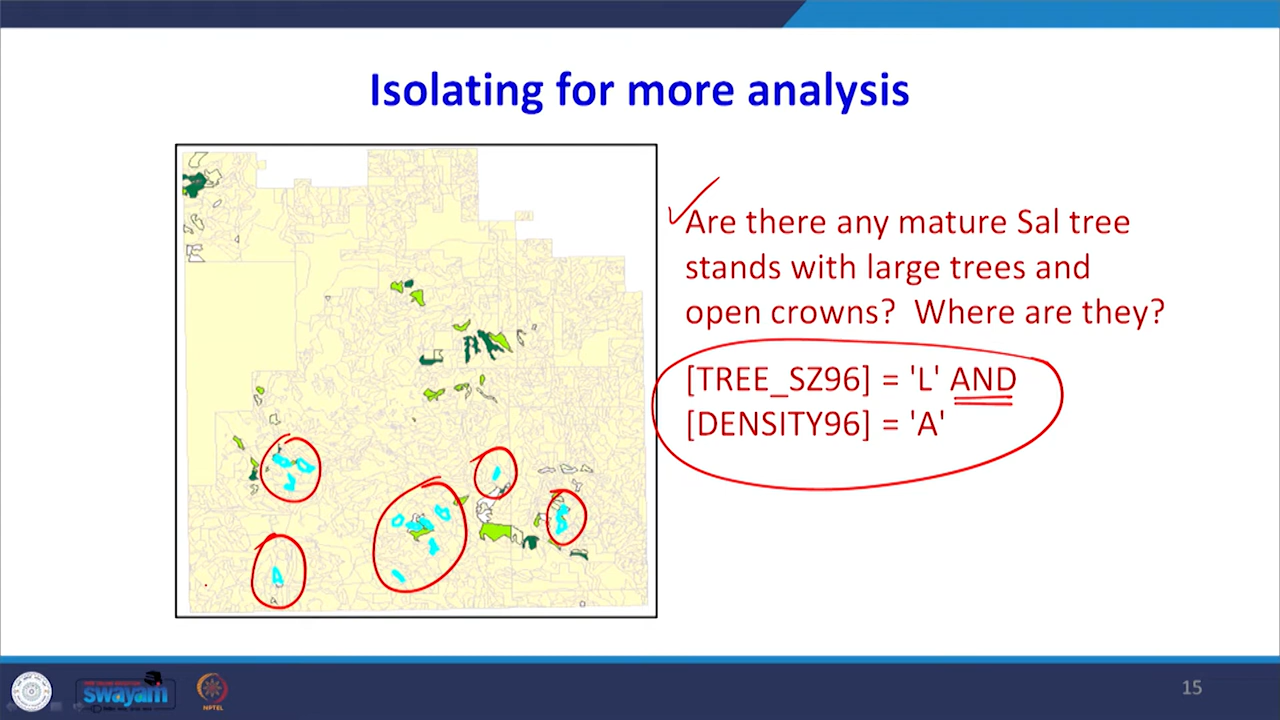 Isolating for more analysis
Are there any mature Sal tree
stands with large trees and
open crowns? Where are they?
[TREE_SZ96] = 'L' AND
[DENSITY96] = 'A'
swayam
NPTEL
15